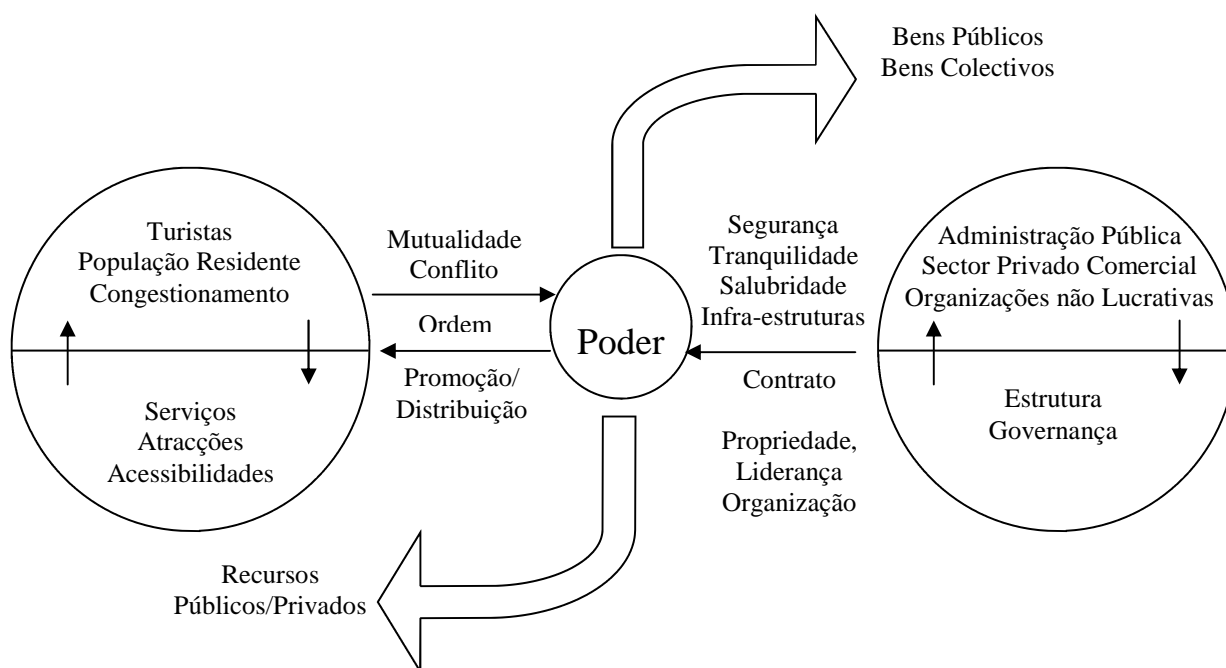 Bens Públicos
Bens Colectivos
Turistas
População Residente
Congestionamento
Serviços
Atracções
Acessibilidades
Mutualidade
Conflito
Ordem
Promoção/
Distribuição
Poder
Segurança
Tranquilidade
Salubridade
Infra-estruturas
Contrato
Propriedade,
Liderança
Organização
Administração Pública
Sector Privado Comercial
Organizações não Lucrativas
Estrutura
Governança
Recursos
Públicos/Privados